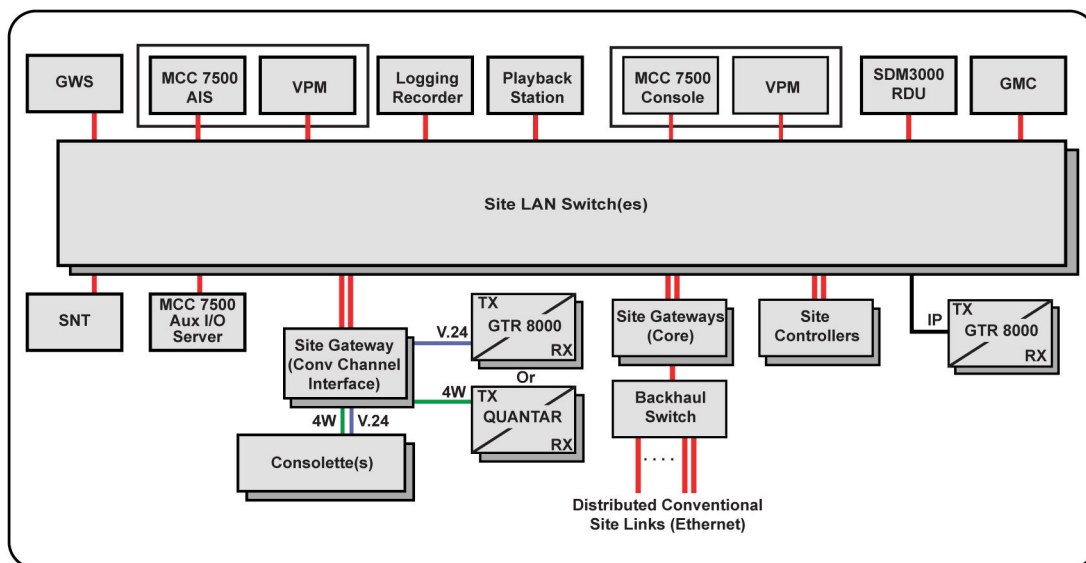 GWS
MCC 7500
AIS
VPM
Logging
Recorder
Playback
Station
MCC 7500
Console
VPM
SDM3000
RDU
GMC
Site LAN Switch(es)
SNT
MCC 7500
Aux I/O
Server
Site Gateway
(Conv Channel
Interface)
V.24
TX
GTR 8000
RX
Or
4W
TX
QUANTAR
RX
4W
V.24
Consolette(s)
Site Gateways
(Core)
Backhaul
Switch
. . . .
Distributed Conventional
Site Links (Ethernet)
Site
Controllers
IP
TX
GTR 8000
RX